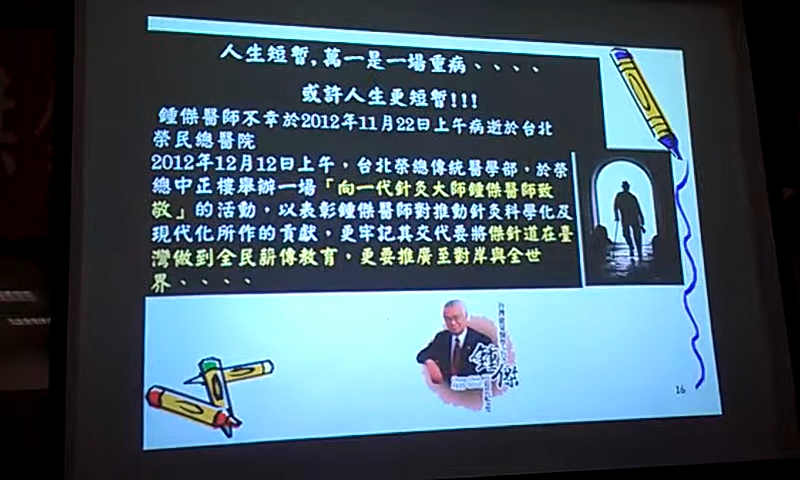 人生短暫,萬一是一場重病、、、、
或許人生更短暫!!!
鍾傑醫師不幸於2012年11月22日上午病逝於台北
榮民總醫院
2012年12月12日上午，台北榮總傳統醫學部，於榮
總中正樓舉辦一場「向一代針灸大師鍾傑醫師致
敬」的活動，以表彰鍾傑醫師對推動針灸科學化及
現代化所作的貢獻，更牢記其交代要將傑針道在臺
灣做到全民薪傳教育，更要推廣至對岸與全世
界、、、、
鍾傑
16